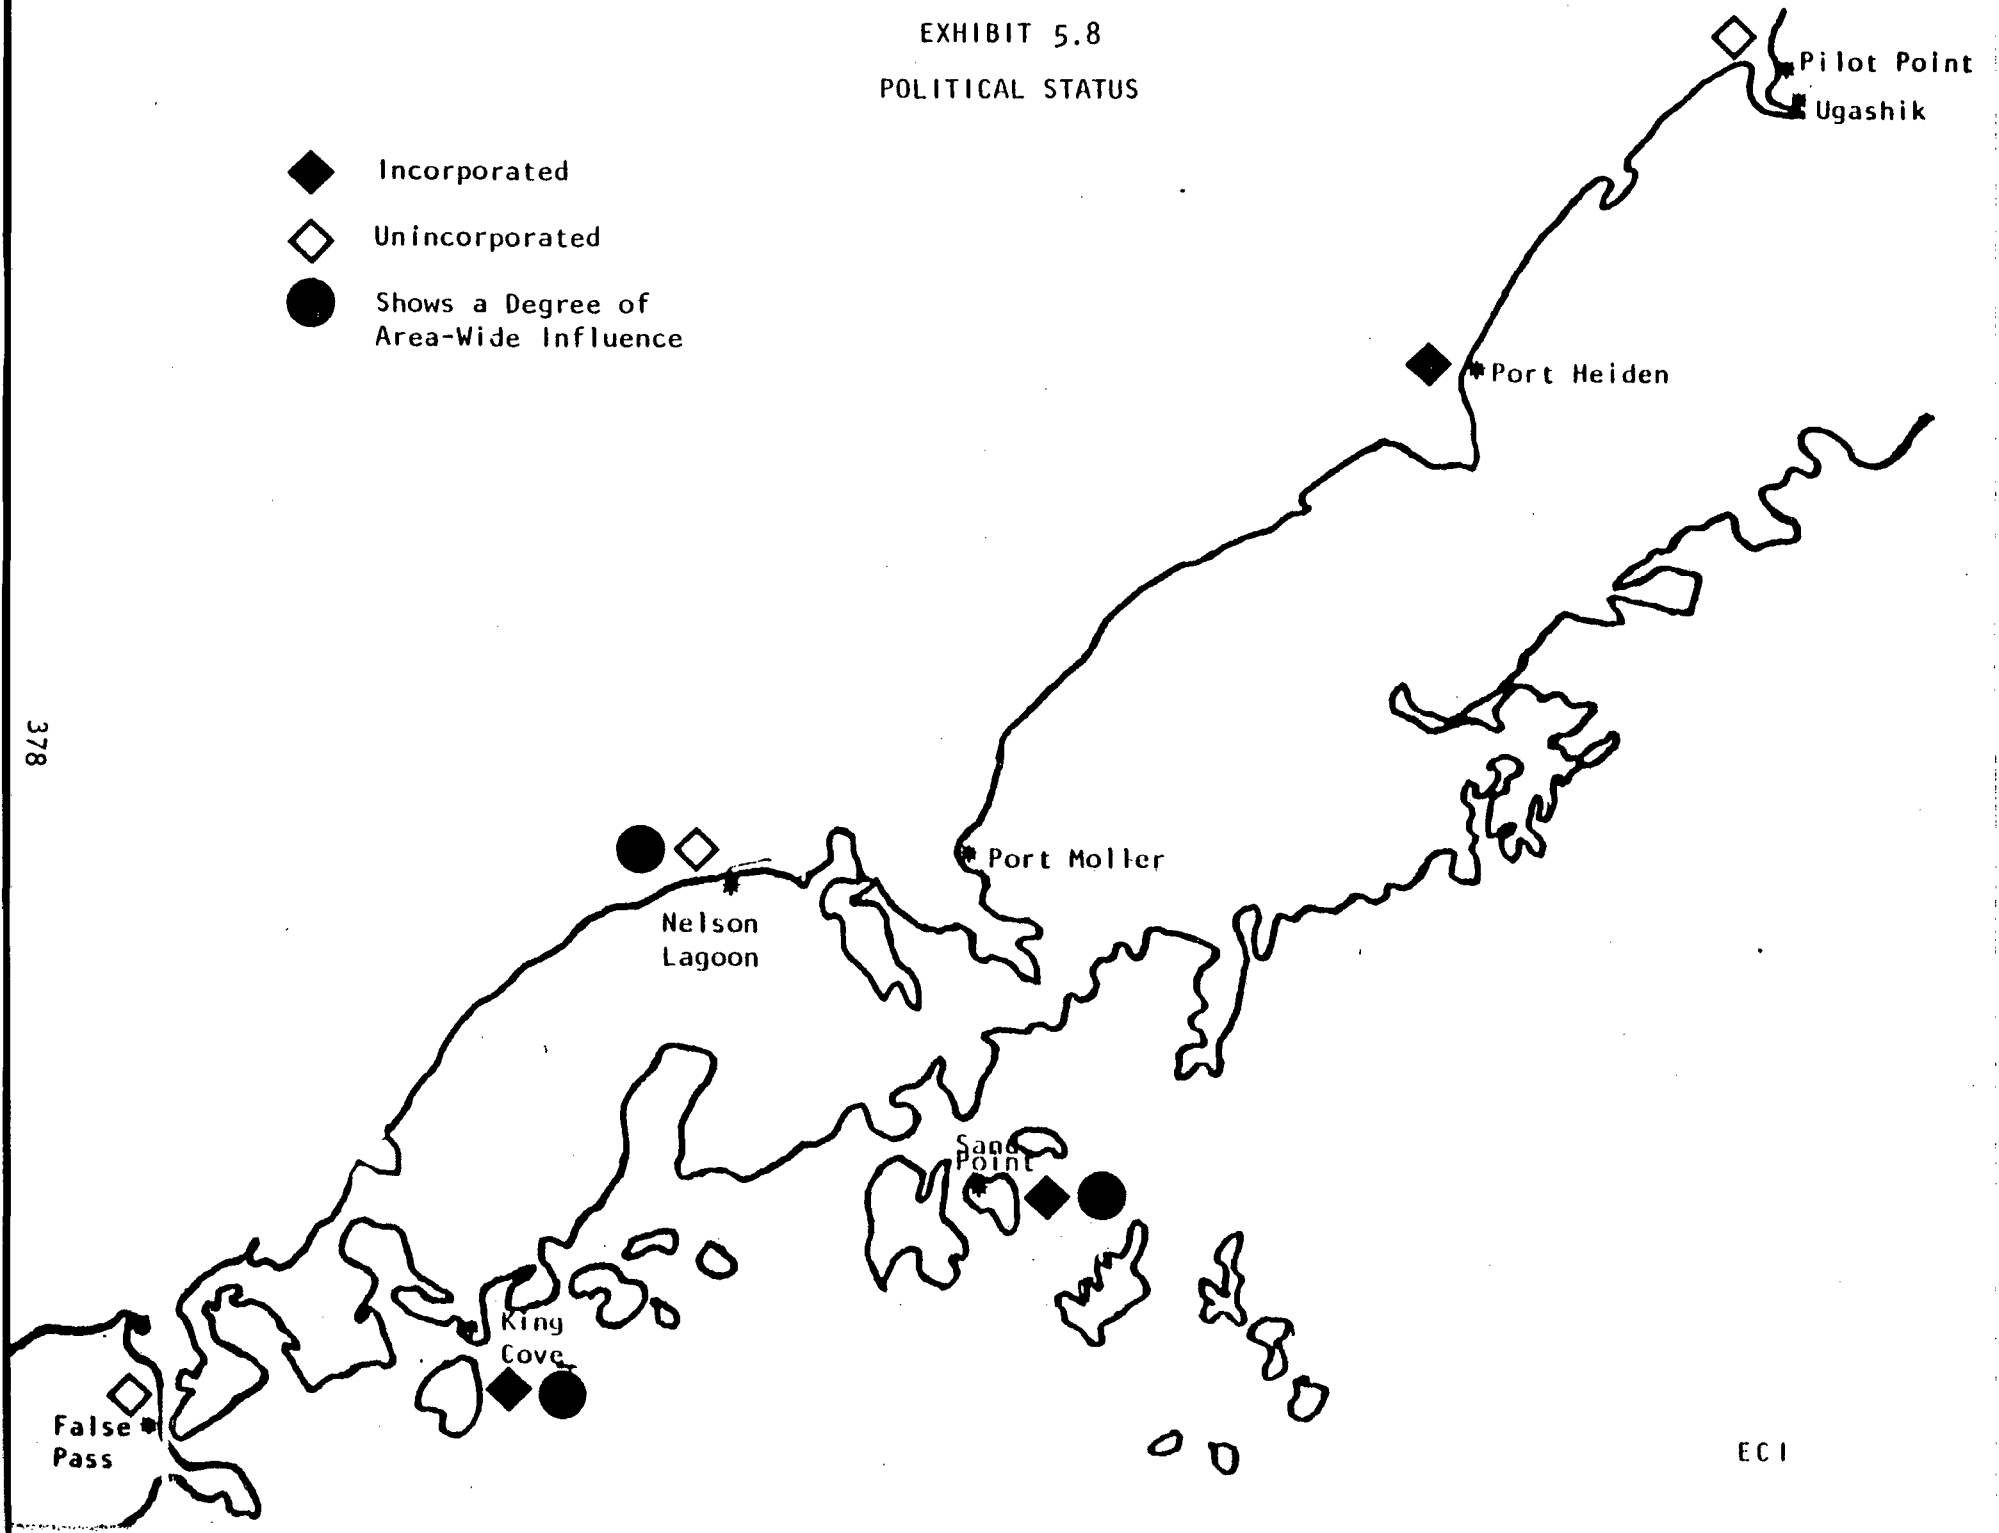 EXHIBIT 5.8
POLITICAL STATUS
Incorporated
Unincorporated
Shows a Degree of
Area-Wide Influence
Pilot Point
Ugashik
Port Heiden
Port Moller
Nelson
Lagoon
Sand
Point
King
Cove
False
Pass
378
ECI